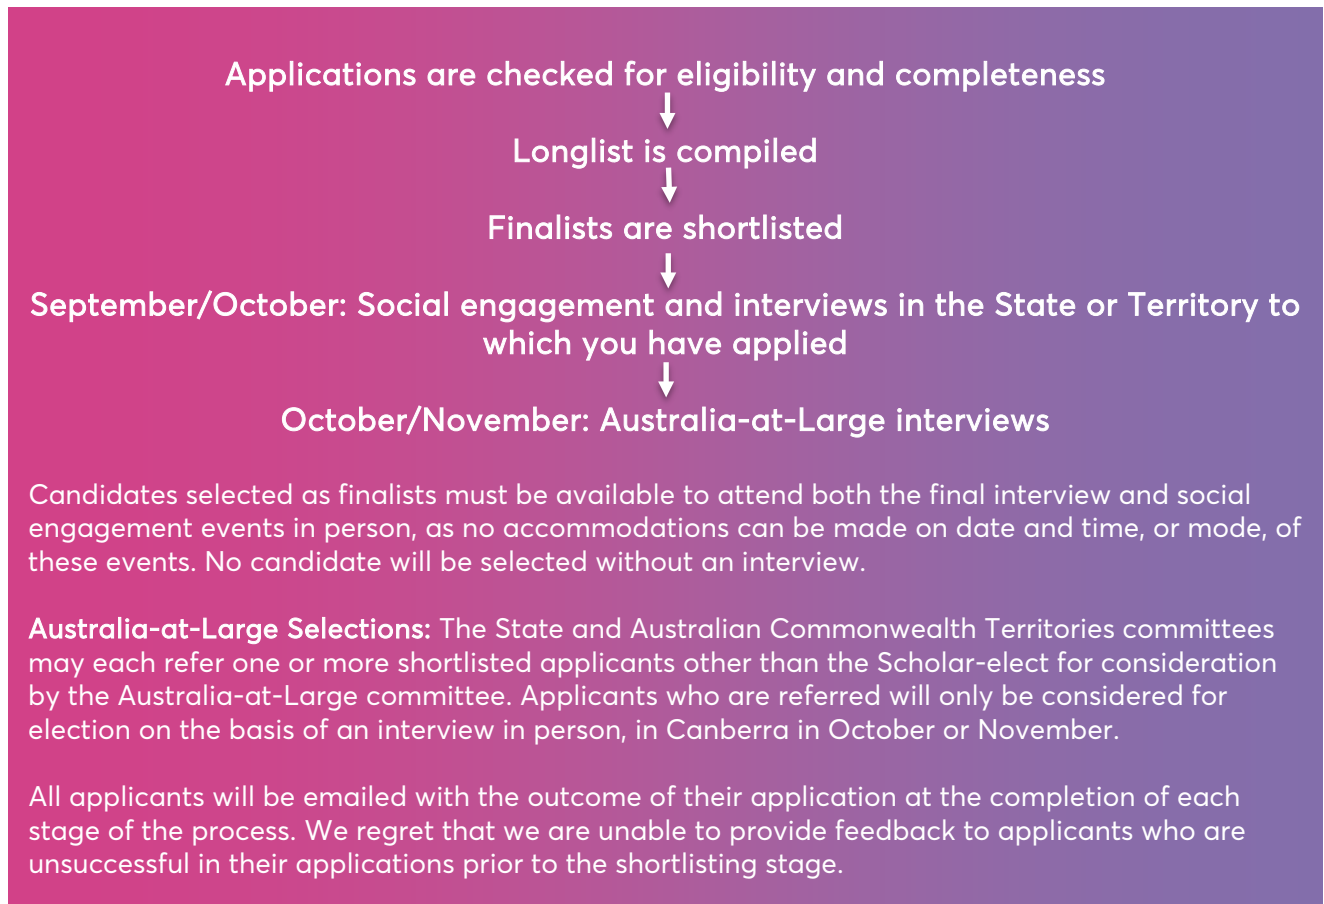 Applications are checked for eligibility and completeness
Longlist is compiled
Finalists are shortlisted
September/October: Social engagement and interviews in the State or Territory to
which you have applied
October/November: Australia-at-Large interviews
Candidates selected as finalists must be available to attend both the final interview and social
engagement events in person, as no accommodations can be made on date and time, or mode, of
these events. No candidate will be selected without an interview.
Australia-at-Large Selections: The State and Australian Commonwealth Territories committees
may each refer one or more shortlisted applicants other than the Scholar-elect for consideration
by the Australia-at-Large committee. Applicants who are referred will only be considered for
election on the basis of an interview in person, in Canberra in October or November.
All applicants will be emailed with the outcome of their application at the completion of each
stage of the process. We regret that we are unable to provide feedback to applicants who are
unsuccessful in their applications prior to the shortlisting stage.